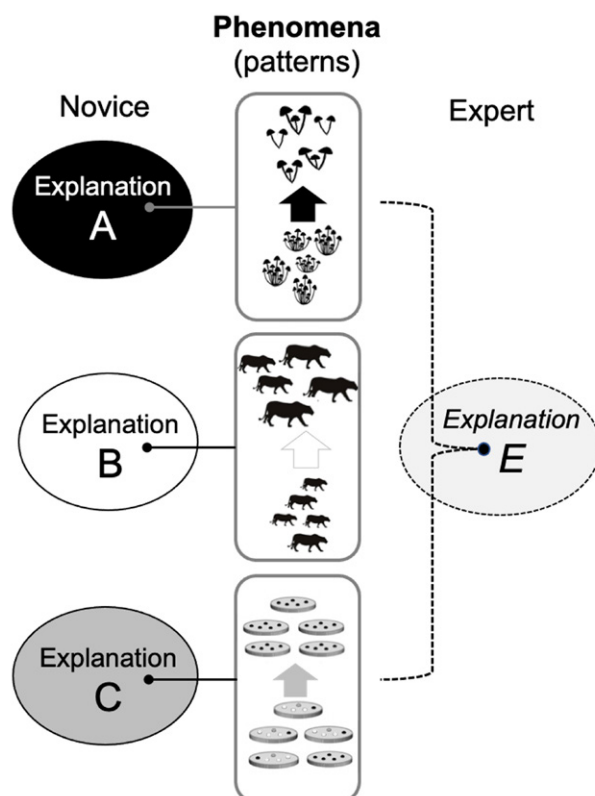 Phenomena
(patterns)
Novice
Expert
Explanation
A
Explanation
B
Explanation
E
Explanation
C